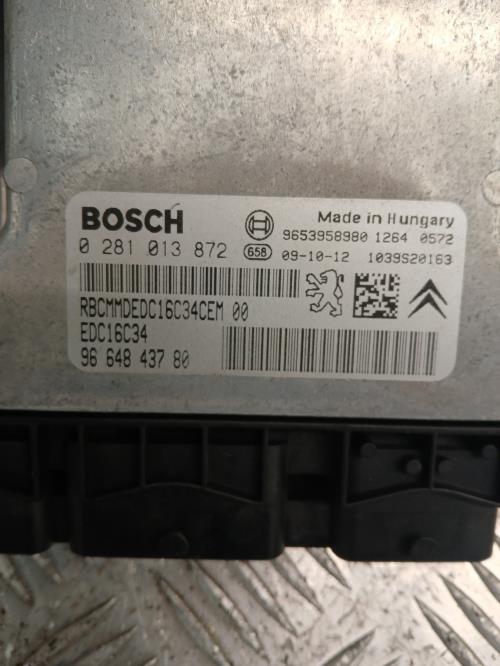 BOSCH
Made in Hungary
0 281 013 872
658
9653958980 1264 0572
09-10-12 1039S20163
RBCMMDEDC16C34CEM 00
EDC16C34
96 648 437 80